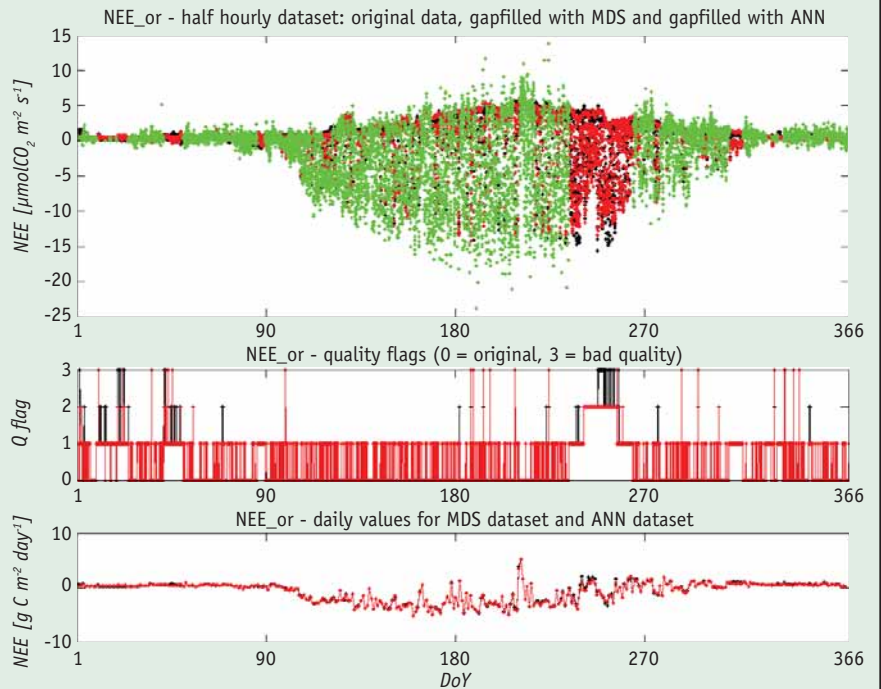 NEE_or - half hourly dataset: original data, gapfilled with MDS and gapfilled with ANN
NEE [µmolCO₂ m⁻² s⁻¹]
15
10
5
0
-5
-10
-15
-20
-25
1 90 180 270 366
NEE_or - quality flags (0 = original, 3 = bad quality)
Q flag
3
2
1
0
1 90 180 270 366
NEE_or - daily values for MDS dataset and ANN dataset
NEE [g C m⁻² day⁻¹]
10
0
-10
1 90 180 270 366
DoY